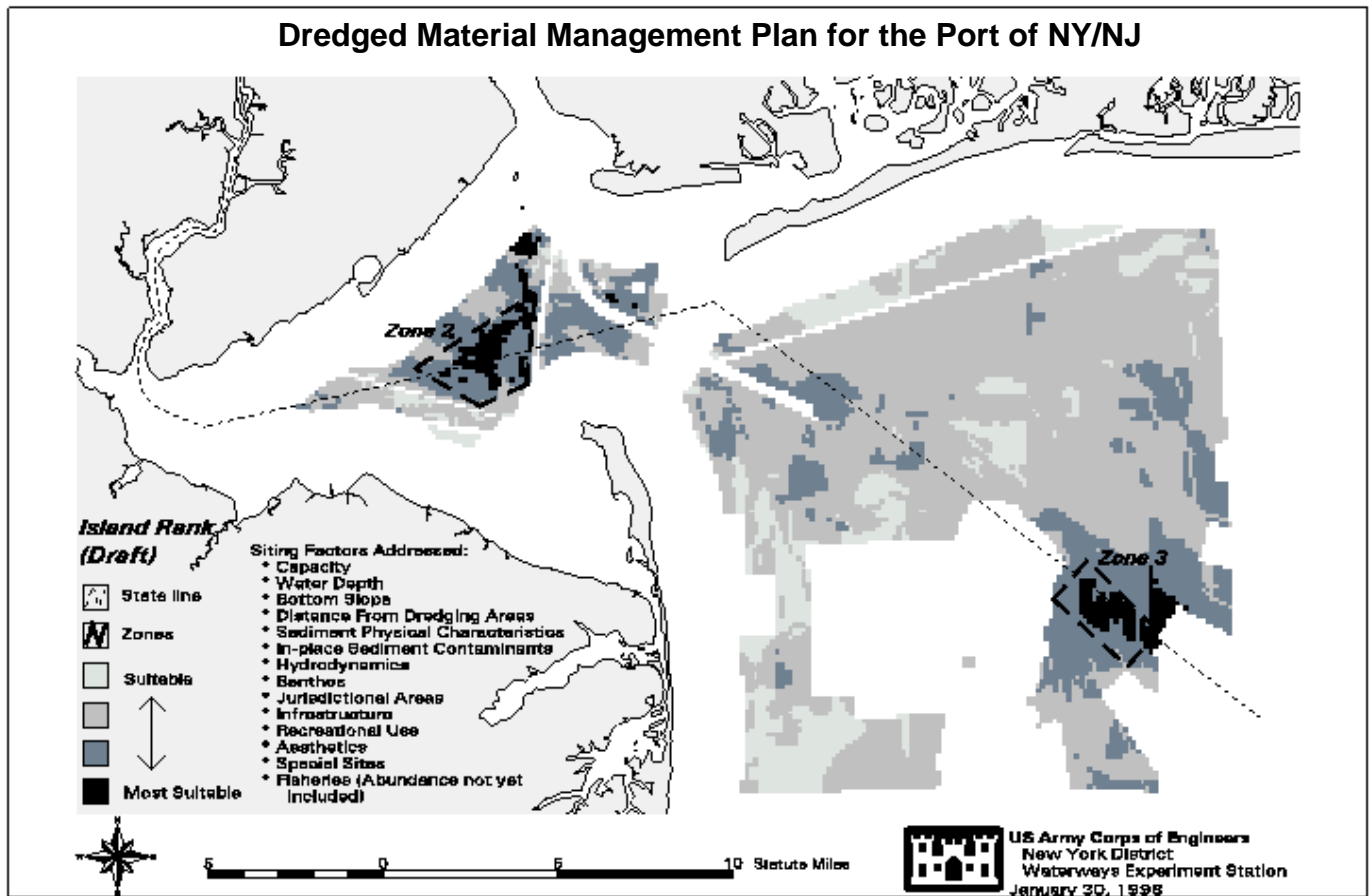 Dredged Material Management Plan for the Port of NY/NJ
Zone 2
Zone 3
Island Rank
(Draft)
State line
Zones
Suitable
Most Suitable
Siting Factors Addressed:
* Capacity
* Water Depth
* Bottom Slope
* Distance From Dredging Areas
* Sediment Physical Characteristics
* In-place Sediment Contaminants
* Hydrodynamics
* Benthos
* Jurisdictional Areas
* Infrastructure
* Recreational Use
* Aesthetics
* Special Sites
* Fisheries (Abundance not yet
included)
N
5 0 5 10 Statute Miles
US Army Corps of Engineers
New York District
Waterways Experiment Station
January 30, 1998